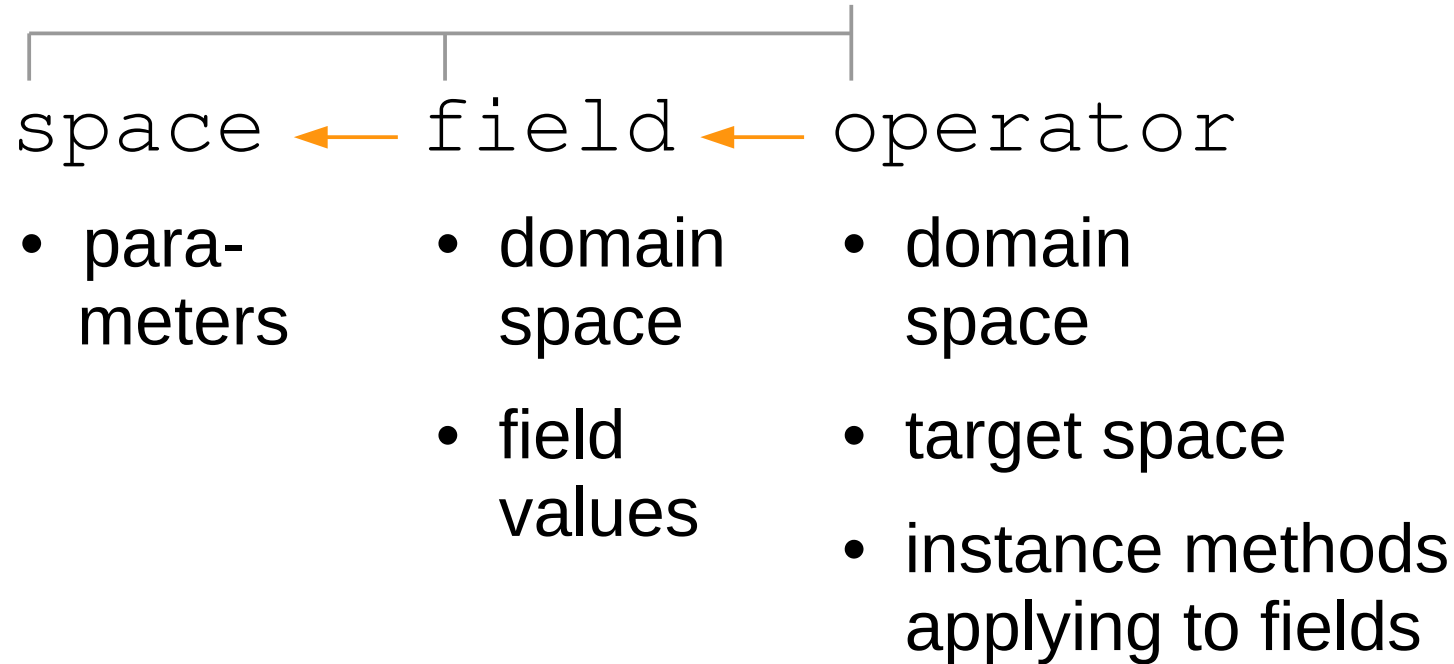 space field operator
• para-
meters
• domain
space
• field
values
• domain
space
• target space
• instance methods
applying to fields